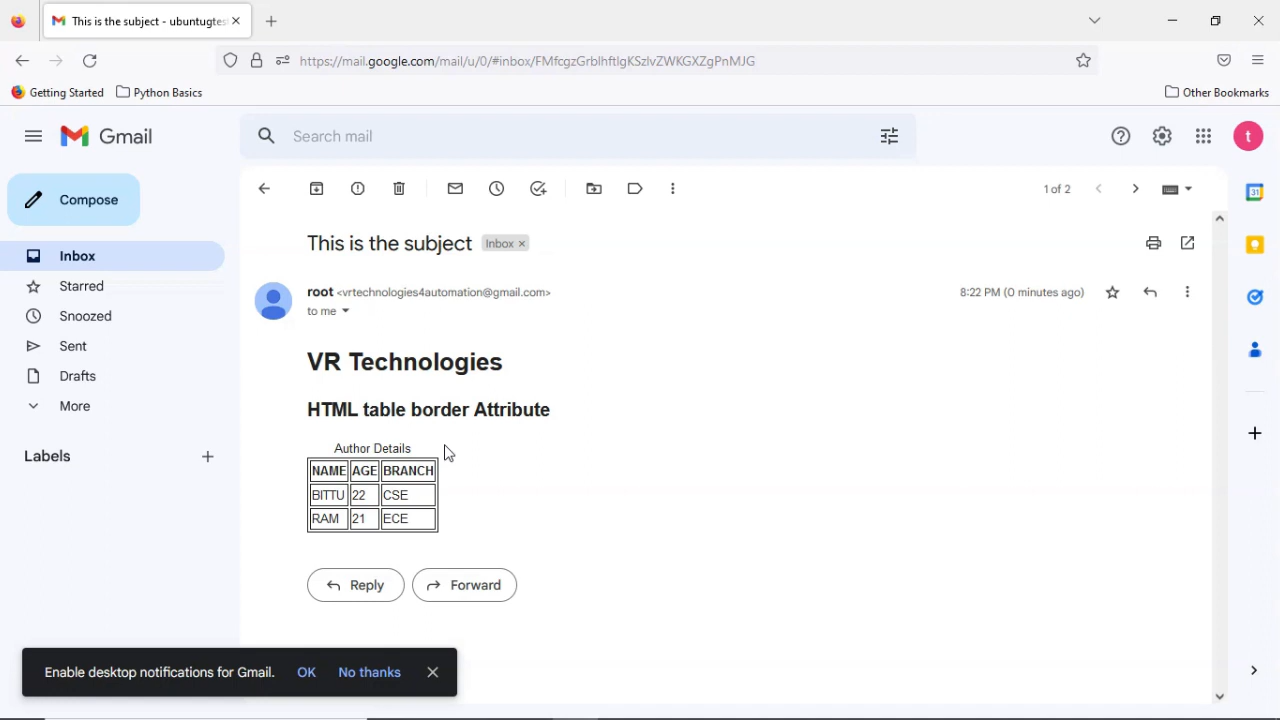 This is the subject - ubuntugtes
https://mail.google.com/mail/u/0/#inbox/FMfcgzGrblhftlgKSzlvZWKGXZgPnMJG
Getting Started Python Basics Other Bookmarks
Gmail
Search mail
t
Compose
1 of 2
31
This is the subject Inbox ×
root <vrtechnologies4automation@gmail.com>
8:22 PM (0 minutes ago)
to me
Inbox
Starred
Snoozed
Sent
Drafts
More
Labels
VR Technologies
HTML table border Attribute
Author Details
NAME AGE BRANCH
BITTU 22 CSE
RAM 21 ECE
Reply Forward
Enable desktop notifications for Gmail. OK No thanks